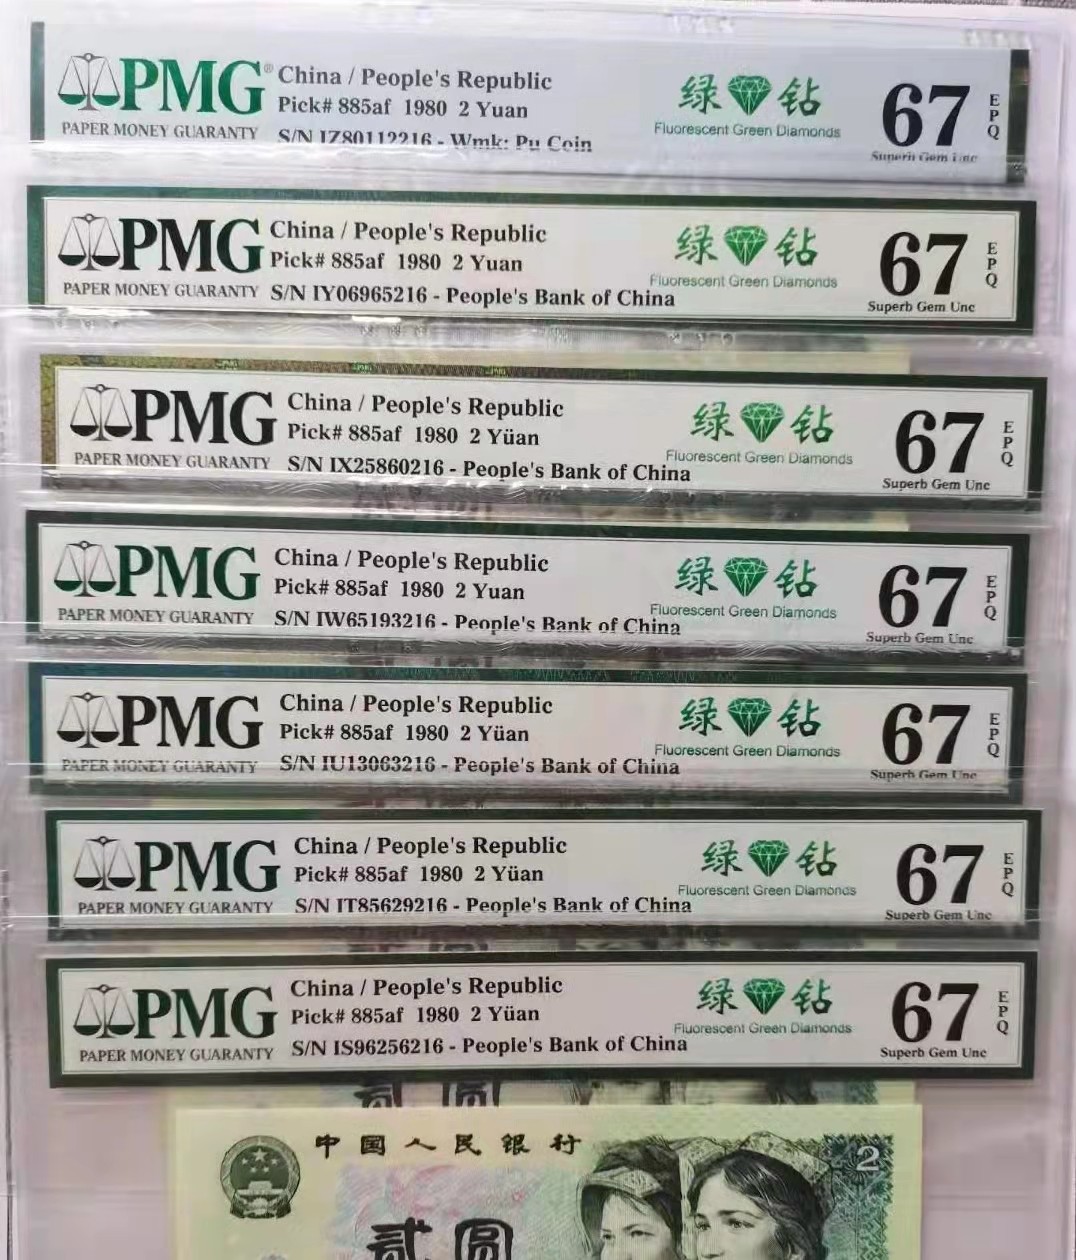 PMG® China / People's Republic 绿钻 67 EPQ
Pick# 885af 1980 2 Yuan Fluorescent Green Diamonds
PAPER MONEY GUARANTY S/N IZ80112216 - Wmk: Pu Coin Superb Gem Unc
PMG China / People's Republic 绿钻 67 EPQ
Pick# 885af 1980 2 Yuan Fluorescent Green Diamonds
PAPER MONEY GUARANTY S/N IY06965216 - People's Bank of China Superb Gem Unc
PMG China / People's Republic 绿钻 67 EPQ
Pick# 885af 1980 2 Yüan Fluorescent Green Diamonds
PAPER MONEY GUARANTY S/N IX25860216 - People's Bank of China Superb Gem Unc
PMG China / People's Republic 绿钻 67 EPQ
Pick# 885af 1980 2 Yuan Fluorescent Green Diamonds
PAPER MONEY GUARANTY S/N IW65193216 - People's Bank of China Superb Gem Unc
PMG China / People's Republic 绿钻 67 EPQ
Pick# 885af 1980 2 Yüan Fluorescent Green Diamonds
PAPER MONEY GUARANTY S/N IU13063216 - People's Bank of China Superb Gem Unc
PMG China / People's Republic 绿钻 67 EPQ
Pick# 885af 1980 2 Yüan Fluorescent Green Diamonds
PAPER MONEY GUARANTY S/N IT85629216 - People's Bank of China Superb Gem Unc
PMG China / People's Republic 绿钻 67 EPQ
Pick# 885af 1980 2 Yüan Fluorescent Green Diamonds
PAPER MONEY GUARANTY S/N IS96256216 - People's Bank of China Superb Gem Unc
中国人民银行 2
贰圆